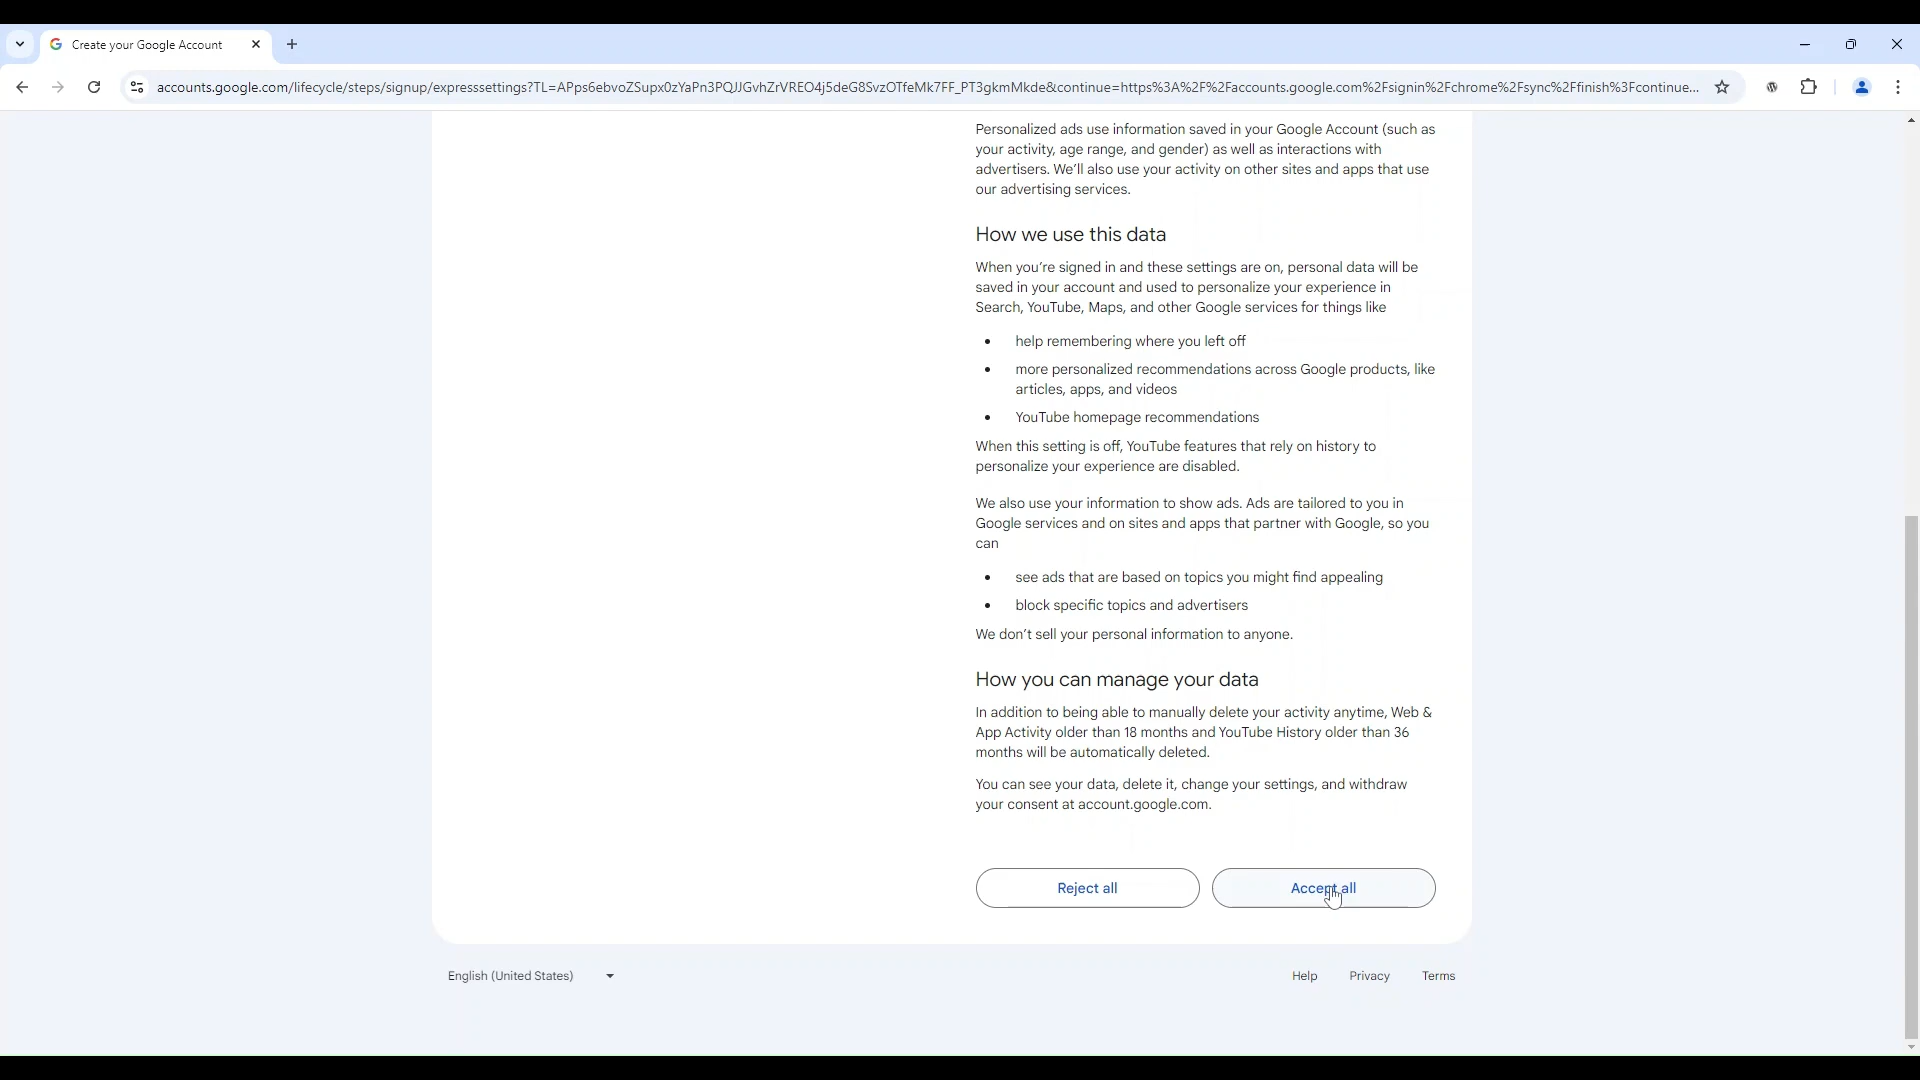 Create your Google Account
accounts.google.com/lifecycle/steps/signup/expresssettings?TL=APps6ebvoZSupx0zYaPn3PQJJGvhZrVREO4j5deG8SvzOTfeMk7FF_PT3gkmMkde&continue=https%3A%2F%2Faccounts.google.com%2Fsignin%2Fchrome%2Fsync%2Ffinish%3Fcontinue...
Personalized ads use information saved in your Google Account (such as
your activity, age range, and gender) as well as interactions with
advertisers. We'll also use your activity on other sites and apps that use
our advertising services.
How we use this data
When you're signed in and these settings are on, personal data will be
saved in your account and used to personalize your experience in
Search, YouTube, Maps, and other Google services for things like
• help remembering where you left off
• more personalized recommendations across Google products, like
articles, apps, and videos
• YouTube homepage recommendations
When this setting is off, YouTube features that rely on history to
personalize your experience are disabled.
We also use your information to show ads. Ads are tailored to you in
Google services and on sites and apps that partner with Google, so you
can
• see ads that are based on topics you might find appealing
• block specific topics and advertisers
We don't sell your personal information to anyone.
How you can manage your data
In addition to being able to manually delete your activity anytime, Web &
App Activity older than 18 months and YouTube History older than 36
months will be automatically deleted.
You can see your data, delete it, change your settings, and withdraw
your consent at account.google.com.
Reject all
Accept all
English (United States)
Help
Privacy
Terms